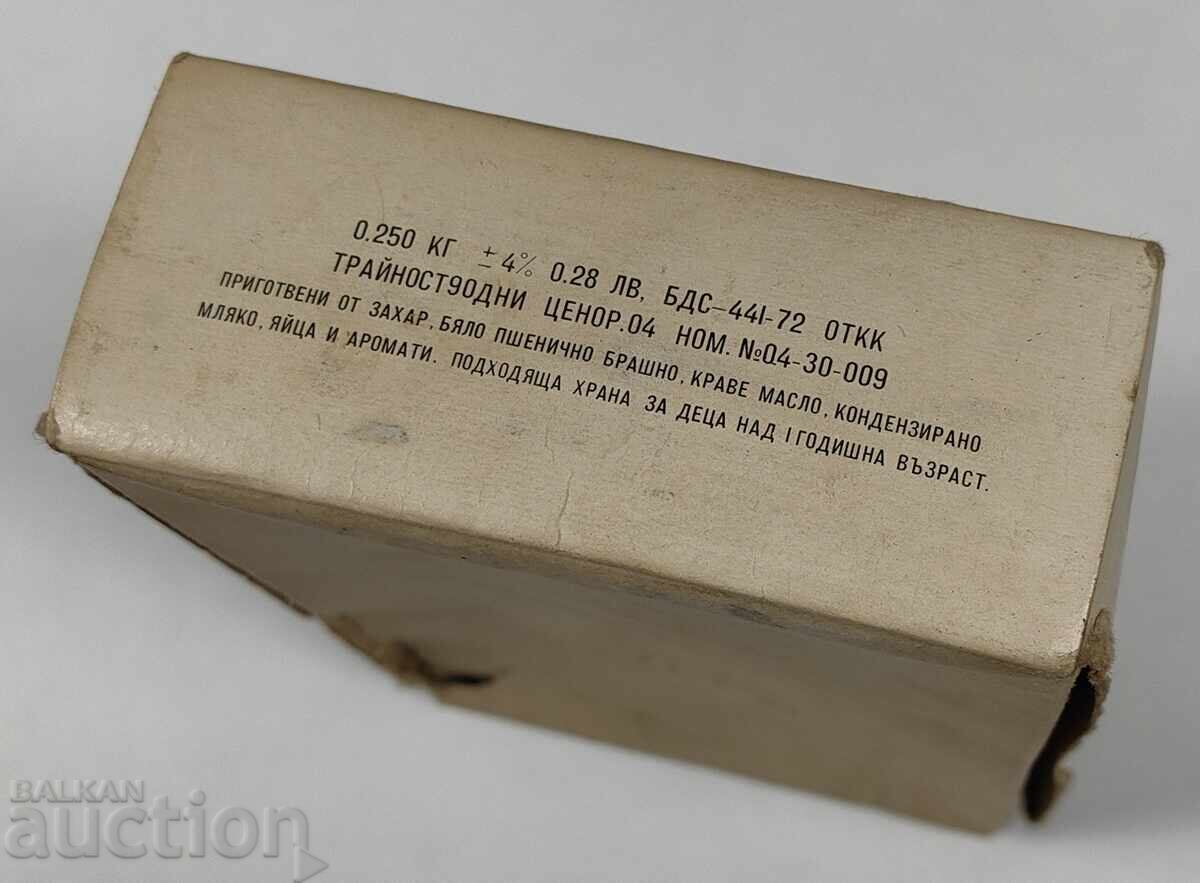 0.250 КГ ± 4% 0.28 ЛВ, БДС-44I-72 ОТКК
ТРАЙНОСТ90ДНИ ЦЕНОР.04 НОМ. №04-30-009
ПРИГОТВЕНИ ОТ ЗАХАР, БЯЛО ПШЕНИЧНО БРАШНО, КРАВЕ МАСЛО, КОНДЕНЗИРАНО
МЛЯКО, ЯЙЦА И АРОМАТИ. ПОДХОДЯЩА ХРАНА ЗА ДЕЦА НАД I ГОДИШНА ВЪЗРАСТ.
BALKAN
auction